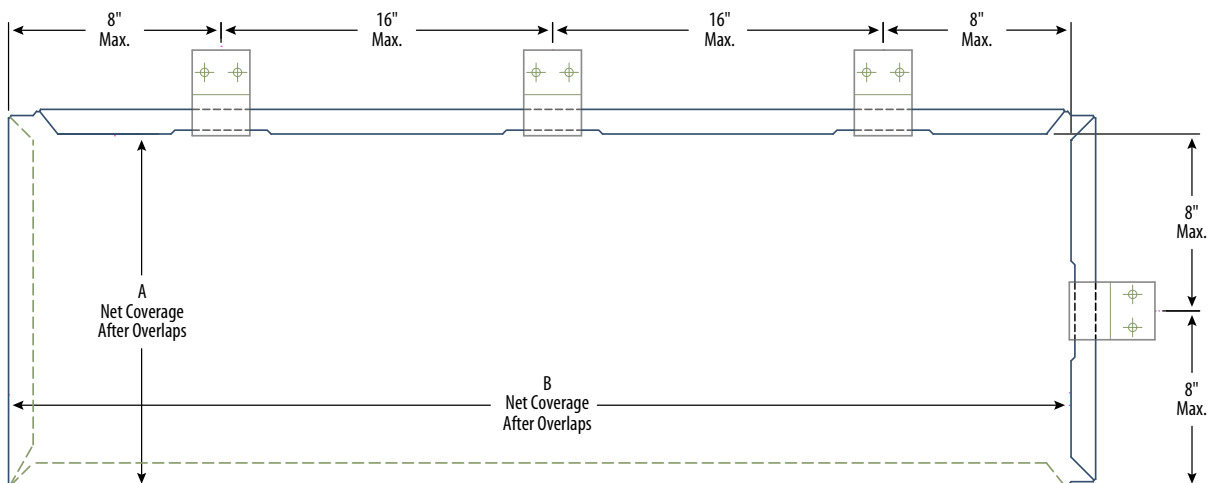 8"
Max.
16"
Max.
16"
Max.
8"
Max.
8"
Max.
A
Net Coverage
After Overlaps
B
Net Coverage
After Overlaps
8"
Max.